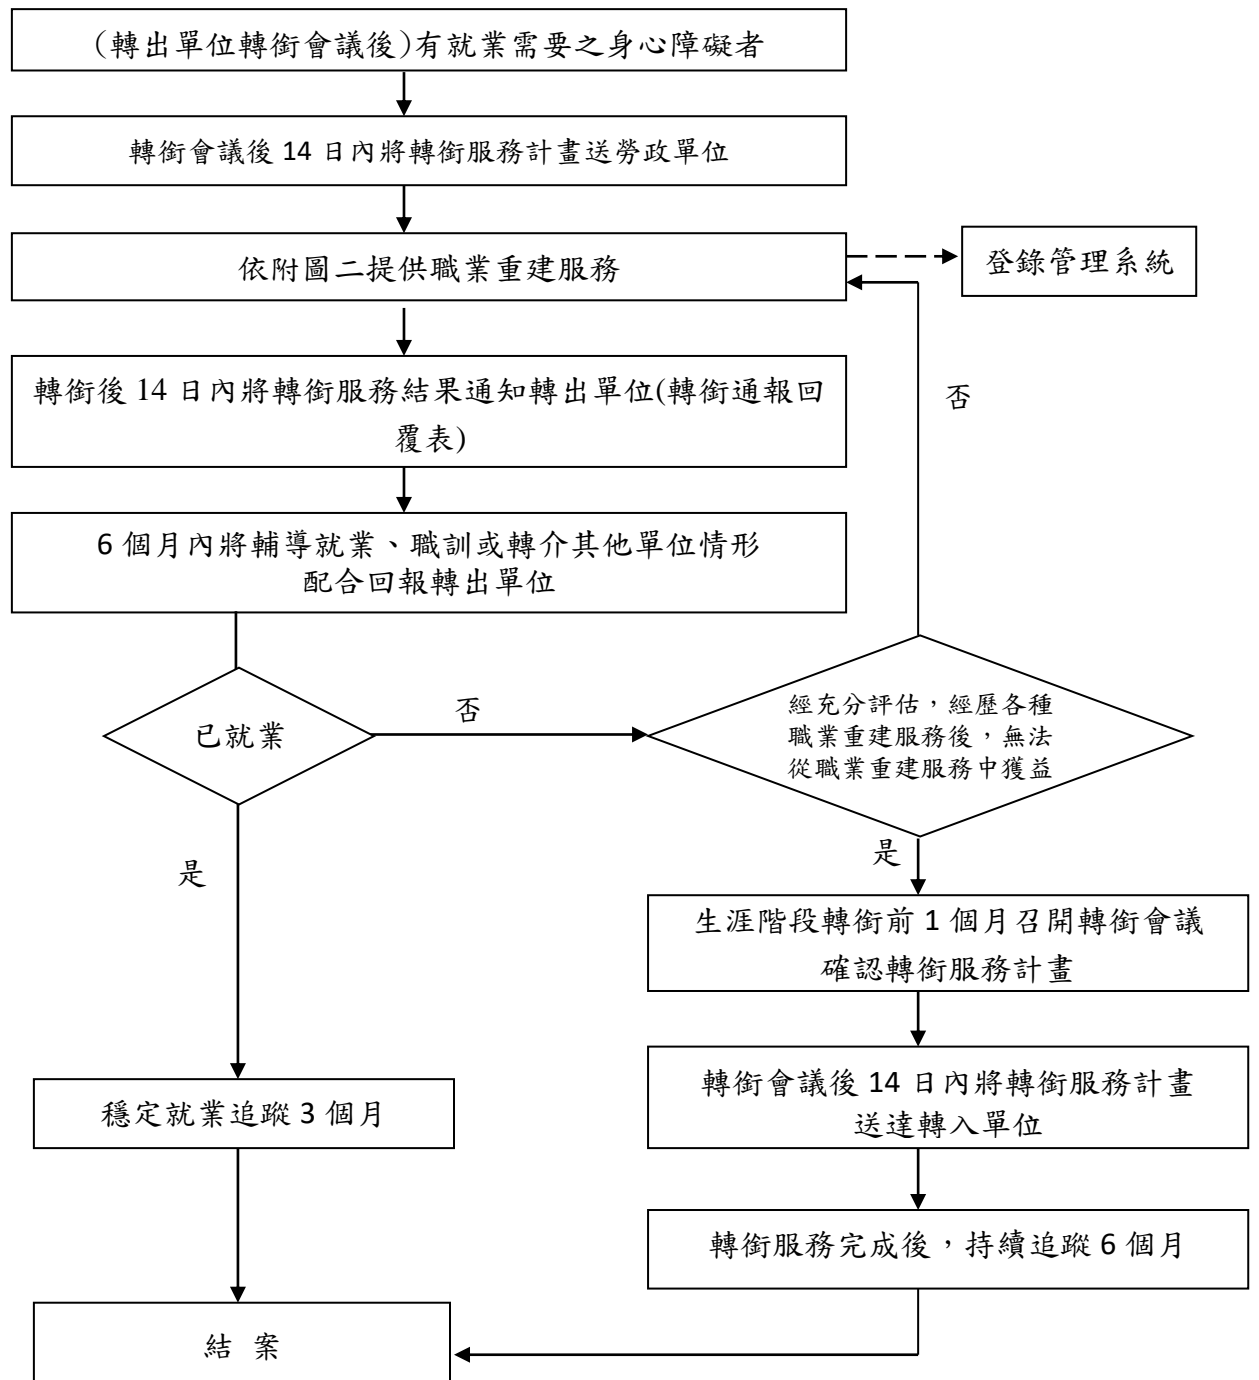 (轉出單位轉銜會議後)有就業需要之身心障礙者
轉銜會議後 14 日內將轉銜服務計畫送勞政單位
依附圖二提供職業重建服務
登錄管理系統
轉銜後 14 日內將轉銜服務結果通知轉出單位(轉銜通報回
覆表)
否
6 個月內將輔導就業、職訓或轉介其他單位情形
配合回報轉出單位
已就業
否
經充分評估，經歷各種
職業重建服務後，無法
從職業重建服務中獲益
是
是
生涯階段轉銜前 1 個月召開轉銜會議
確認轉銜服務計畫
轉銜會議後 14 日內將轉銜服務計畫
送達轉入單位
穩定就業追蹤 3 個月
轉銜服務完成後，持續追蹤 6 個月
結 案